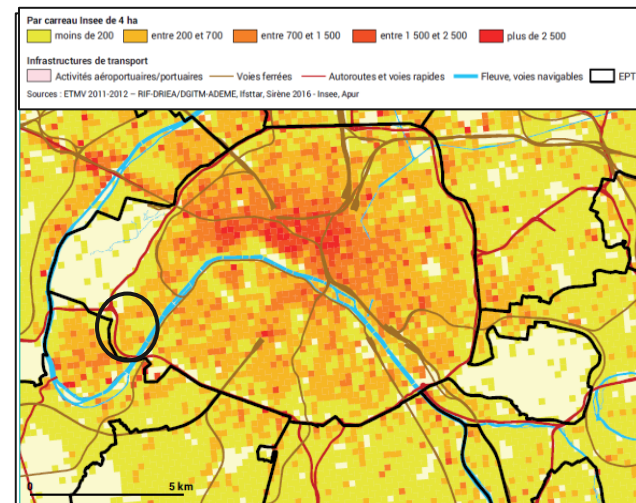 Par carreau Insee de 4 ha
moins de 200 entre 200 et 700 entre 700 et 1 500 entre 1 500 et 2 500 plus de 2 500
Infrastructures de transport
Activités aéroportuaires/portuaires Voies ferrées Autoroutes et voies rapides Fleuve, voies navigables EPT
Sources : ETMV 2011-2012 – RIF-DRIEA/DGITM-ADEME, Ifsttar, Sirène 2016 - Insee, Apur
0 5 km